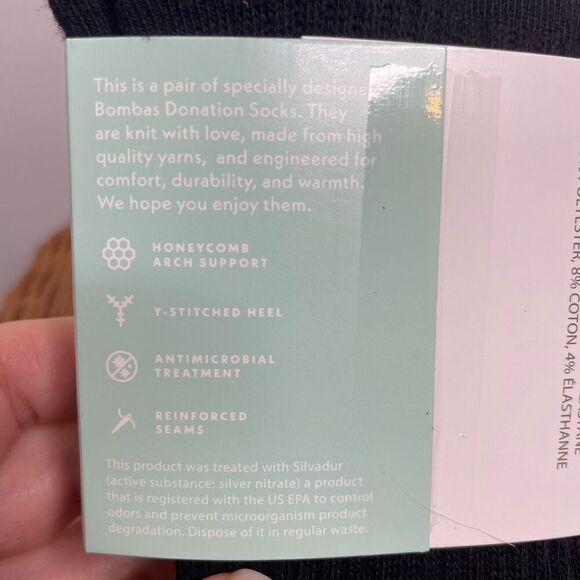 This is a pair of specially designe
Bombas Donation Socks. They
are knit with love, made from high
quality yarns, and engineered for
comfort, durability, and warmth.
We hope you enjoy them.
HONEYCOMB
ARCH SUPPORT
Y-STITCHED HEEL
ANTIMICROBIAL
TREATMENT
REINFORCED
SEAMS
This product was treated with Silvadur
(active substance: silver nitrate) a product
that is registered with the US EPA to control
odors and prevent microorganism product
degradation. Dispose of it in regular waste.
POLYESTER, 8% COTON, 4% ÉLASTHANNE